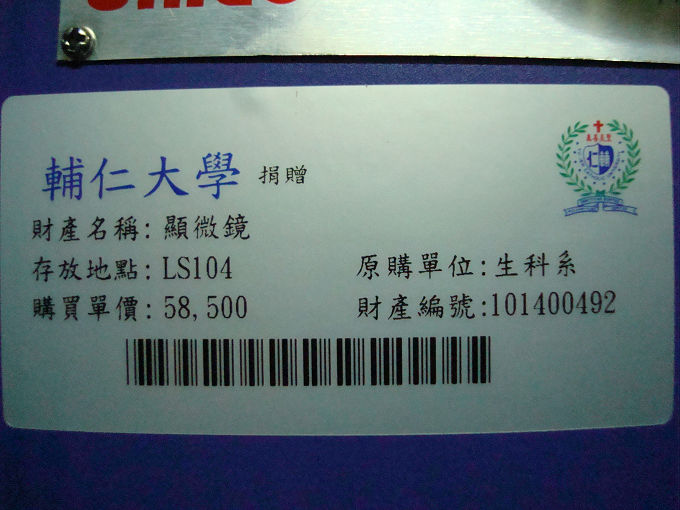 輔仁大學 捐贈
財產名稱: 顯微鏡
存放地點: LS104 原購單位: 生科系
購買單價: 58,500 財產編號:101400492